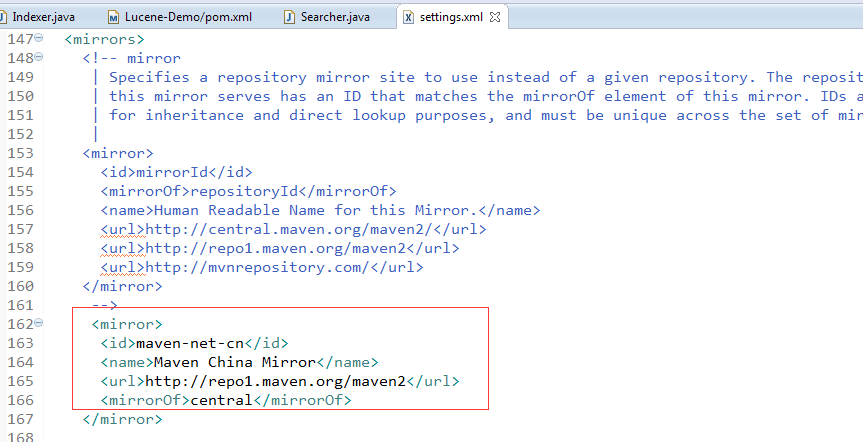 Indexer.java Lucene-Demo/pom.xml Searcher.java settings.xml
147 <mirrors>
148 <!-- mirror
149 | Specifies a repository mirror site to use instead of a given repository. The reposit
150 | this mirror serves has an ID that matches the mirrorOf element of this mirror. IDs a
151 | for inheritance and direct lookup purposes, and must be unique across the set of mir
152 |
153 <mirror>
154 <id>mirrorId</id>
155 <mirrorOf>repositoryId</mirrorOf>
156 <name>Human Readable Name for this Mirror.</name>
157 <url>http://central.maven.org/maven2/</url>
158 <url>http://repo1.maven.org/maven2</url>
159 <url>http://mvnrepository.com/</url>
160 </mirror>
161 -->
162 <mirror>
163 <id>maven-net-cn</id>
164 <name>Maven China Mirror</name>
165 <url>http://repo1.maven.org/maven2</url>
166 <mirrorOf>central</mirrorOf>
167 </mirror>
168